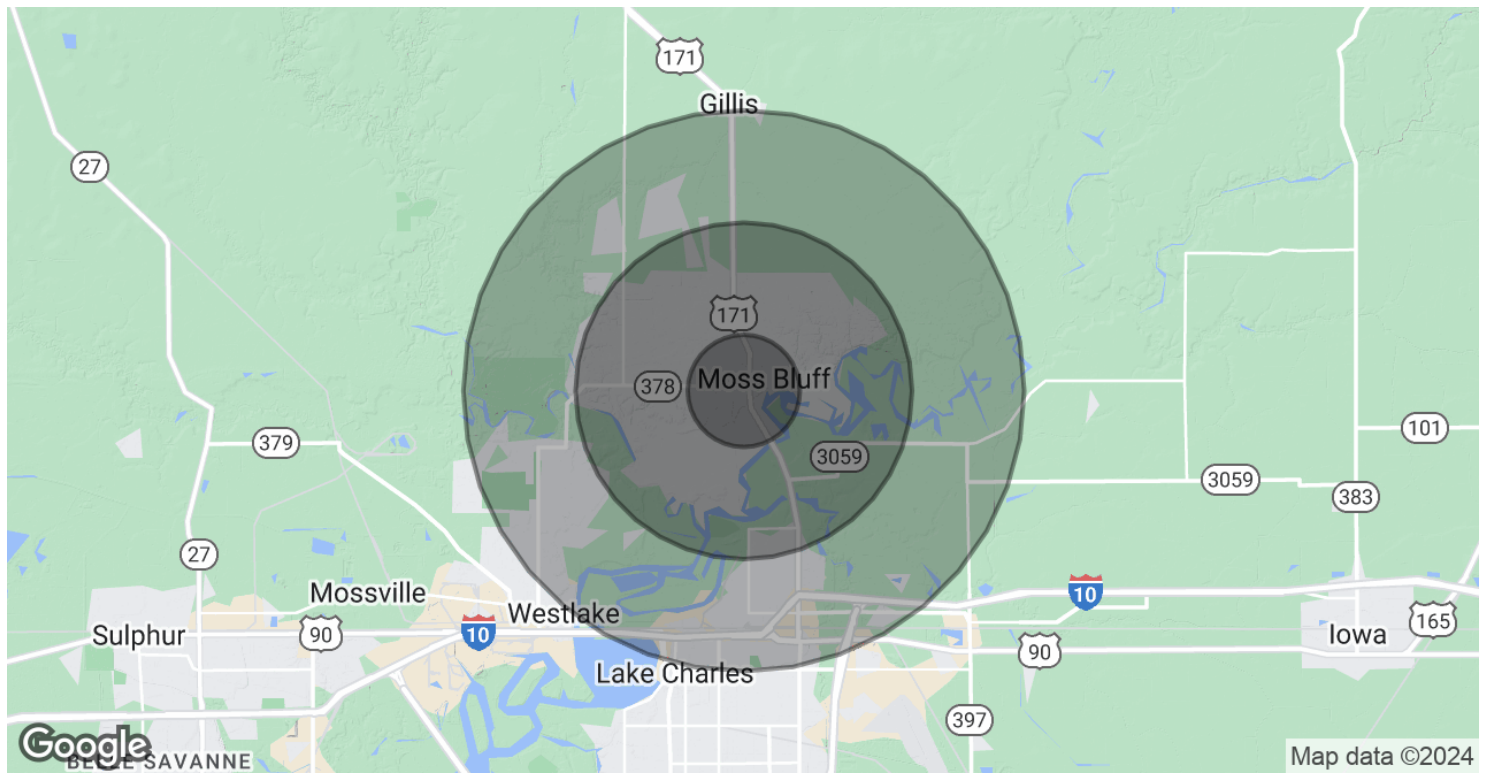 171
Gillis
27
171
378
Moss Bluff
379
3059
101
3059
383
27
Mossville
10
Westlake
90
10
Sulphur
165
Iowa
90
Lake Charles
397
Google
BELLE SAVANNE
Map data ©2024